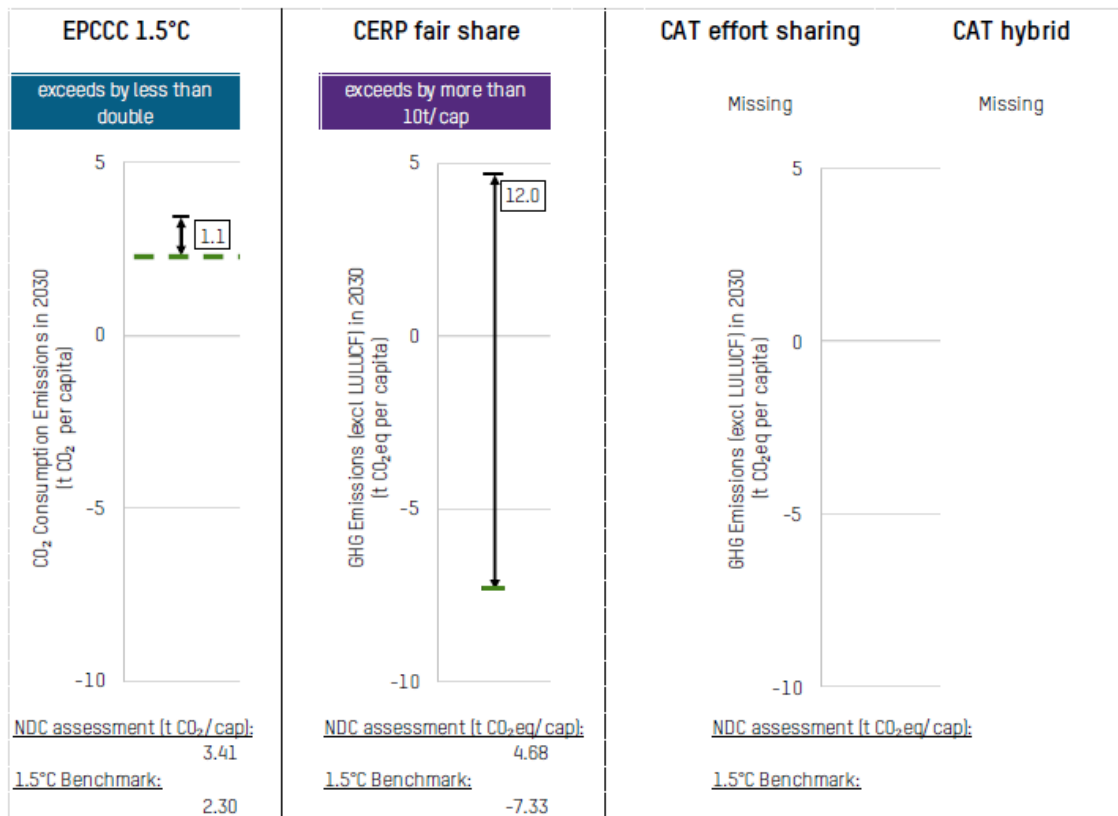 EPCCC 1.5°C
exceeds by less than
double
5
0
-5
-10
1.1
CO₂ Consumption Emissions in 2030
(t CO₂ per capita)
NDC assessment (t CO₂/cap):
3.41
1.5°C Benchmark:
2.30
CERP fair share
exceeds by more than
10t/cap
5
0
-5
-10
12.0
GHG Emissions (excl LULUCF) in 2030
(t CO₂eq per capita)
NDC assessment (t CO₂eq/cap):
4.68
1.5°C Benchmark:
-7.33
CAT effort sharing
CAT hybrid
Missing
Missing
5
0
-5
-10
GHG Emissions (excl LULUCF) in 2030
(t CO₂eq per capita)
NDC assessment (t CO₂eq/cap):
1.5°C Benchmark: